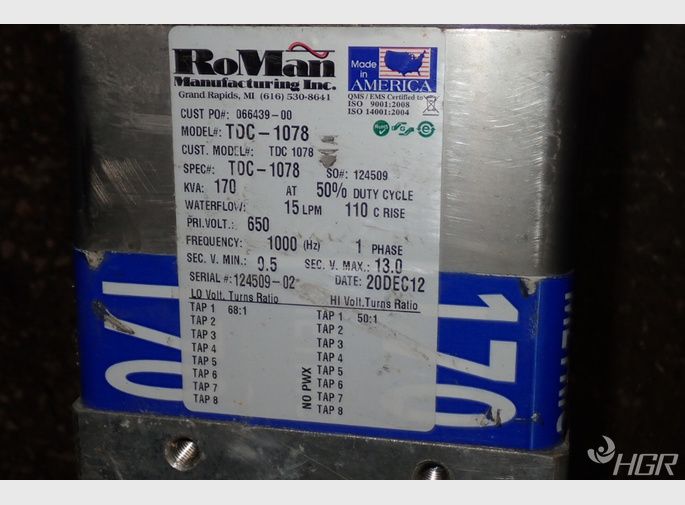 RoMan
Manufacturing Inc.
Grand Rapids, MI (616) 530-8641
Made in AMERICA
QMS / EMS Certified to
ISO 9001:2008
ISO 14001:2004
CUST PO#: 066439-00
MODEL#: TDC-1078
CUST. MODEL#: TDC 1078
SPEC#: TDC-1078 SO#: 124509
KVA: 170 AT 50% DUTY CYCLE
WATERFLOW: 15 LPM 110 C RISE
PRI.VOLT.: 650
FREQUENCY: 1000 (Hz) 1 PHASE
SEC. V. MIN.: 9.5 SEC. V. MAX.: 13.0
SERIAL #: 124509-02 DATE: 20DEC12
LO Volt. Turns Ratio HI Volt. Turns Ratio
TAP 1 68:1 TAP 1 50:1
TAP 2 TAP 2
TAP 3 TAP 3
TAP 4 TAP 4
TAP 5 TAP 5
TAP 6 TAP 6
TAP 7 TAP 7
TAP 8 TAP 8
NO PWX
170
170
HGR